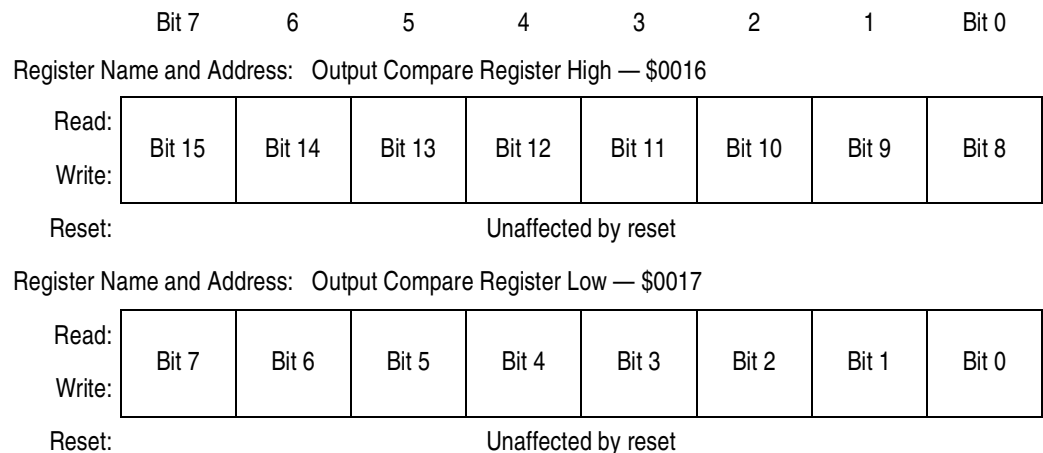 Bit 7 6 5 4 3 2 1 Bit 0
Register Name and Address: Output Compare Register High — $0016
Read:
Bit 15 Bit 14 Bit 13 Bit 12 Bit 11 Bit 10 Bit 9 Bit 8
Write:
Reset: Unaffected by reset
Register Name and Address: Output Compare Register Low — $0017
Read:
Bit 7 Bit 6 Bit 5 Bit 4 Bit 3 Bit 2 Bit 1 Bit 0
Write:
Reset: Unaffected by reset